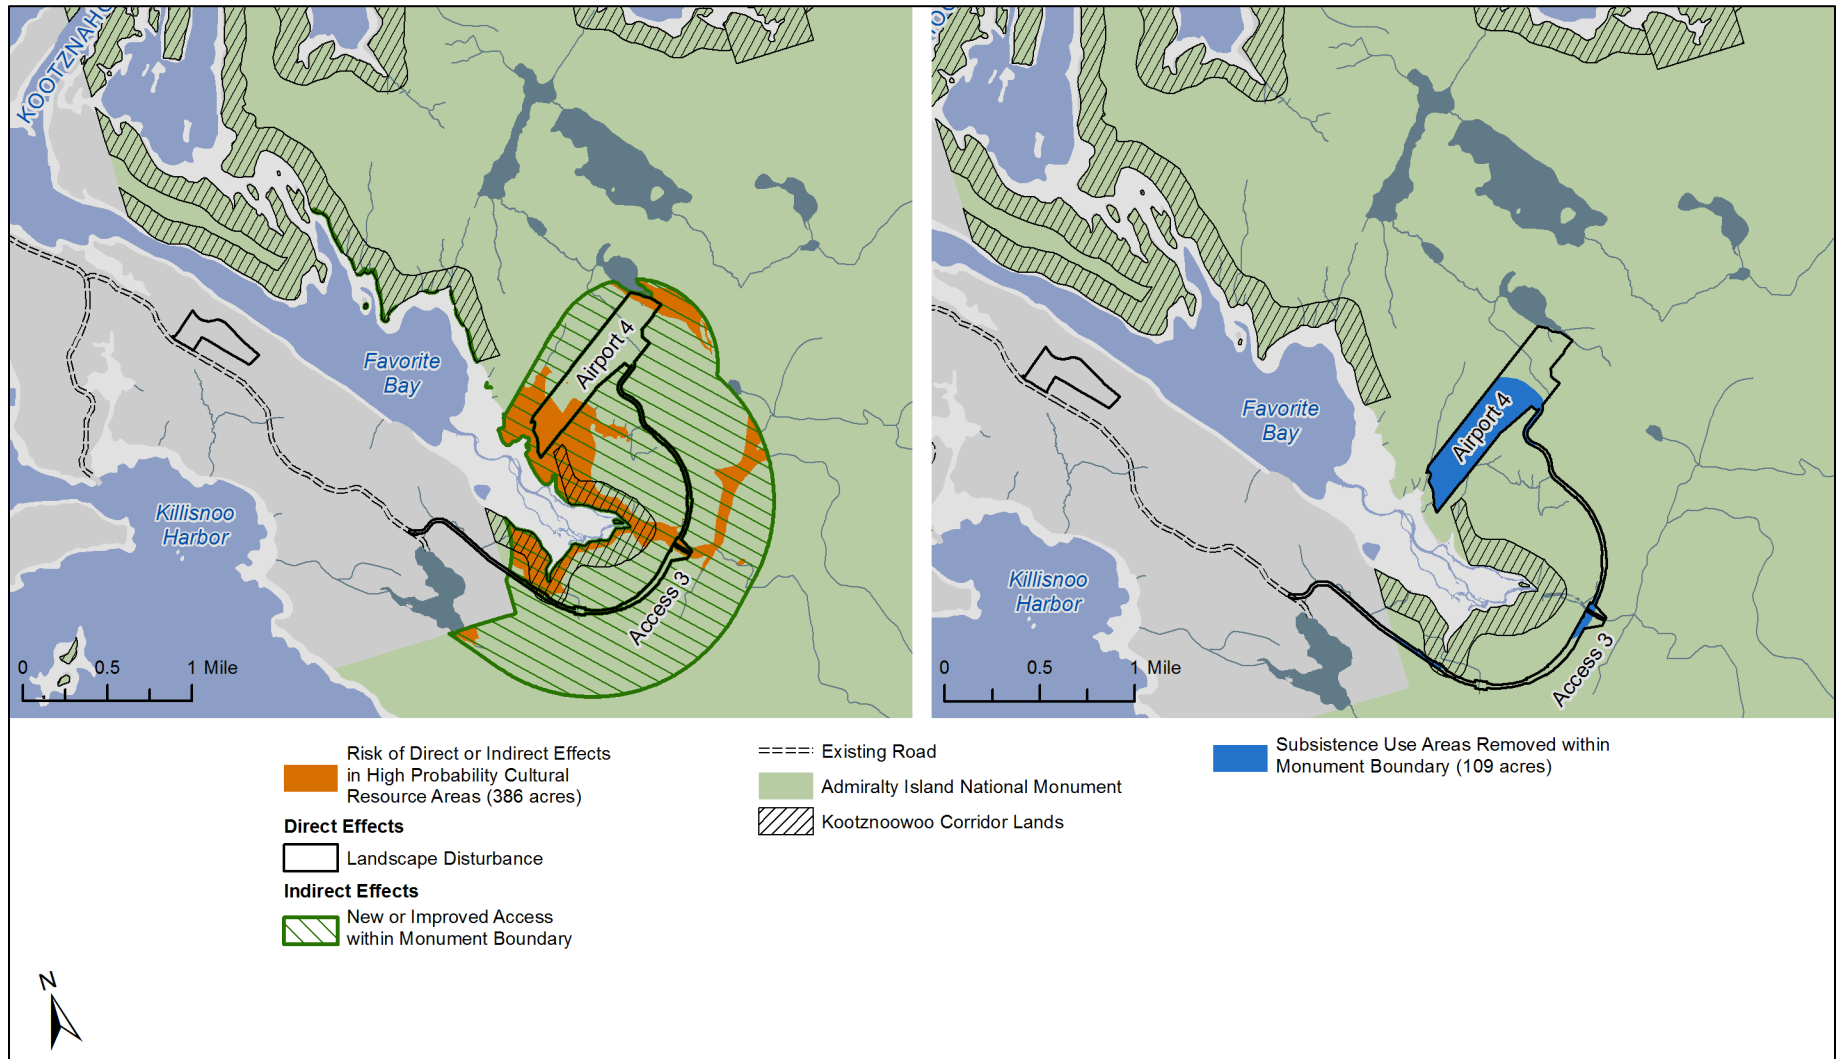 KOOTZNAHO
Favorite
Bay
Airport 4
Killisnoo
Harbor
Access 3
0 0.5 1 Mile
Favorite
Bay
Airport 4
Killisnoo
Harbor
Access 3
0 0.5 1 Mile
Risk of Direct or Indirect Effects
in High Probability Cultural
Resource Areas (386 acres)
Direct Effects
Landscape Disturbance
Indirect Effects
New or Improved Access
within Monument Boundary
Existing Road
Admiralty Island National Monument
Kootznoowoo Corridor Lands
Subsistence Use Areas Removed within
Monument Boundary (109 acres)
N